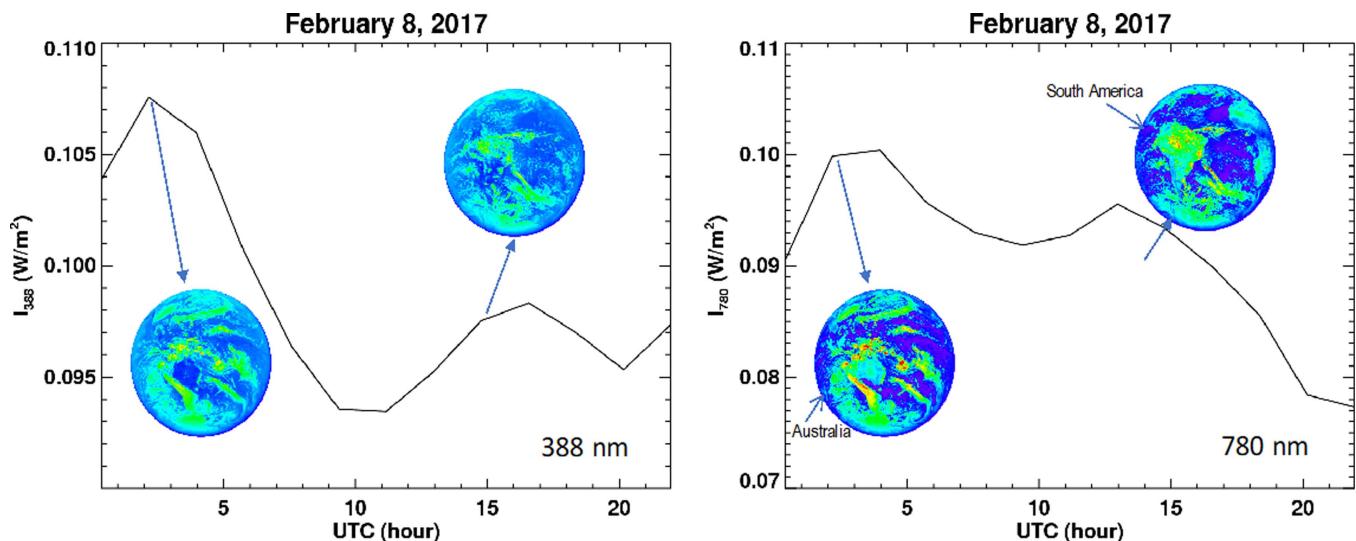 February 8, 2017
0.110
0.105
0.100
0.095
I388 (W/m2)
5
10
15
20
UTC (hour)
388 nm
February 8, 2017
0.11
0.10
0.09
0.08
0.07
I780 (W/m2)
South America
Australia
5
10
15
20
UTC (hour)
780 nm